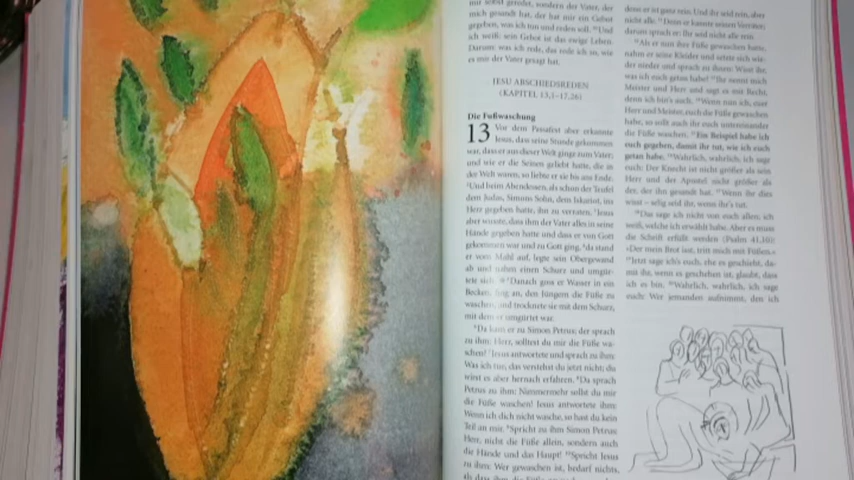 mir selbst geredet, sondern der Vater, der
mich gesandt hat, der hat mir ein Gebot
gegeben, was ich tun und reden soll. ⁵⁰Und
ich weiß: sein Gebot ist das ewige Leben.
Darum: was ich rede, das rede ich so, wie
es mir der Vater gesagt hat.
JESU ABSCHIEDSREDEN
(KAPITEL 13,1–17,26)
Die Fußwaschung
13 Vor dem Passafest aber erkannte
Jesus, dass seine Stunde gekommen
war, dass er aus dieser Welt ginge zum Vater;
und wie er die Seinen geliebt hatte, die in
der Welt waren, so liebte er sie bis ans Ende.
²Und beim Abendessen, als schon der Teufel
dem Judas, Simons Sohn, dem Iskariot, ins
Herz gegeben hatte, ihn zu verraten, ³Jesus
aber wusste, dass ihm der Vater alles in seine
Hände gegeben hatte und dass er von Gott
gekommen war und zu Gott ging, ⁴da stand
er vom Mahl auf, legte sein Obergewand
ab und nahm einen Schurz und umgür-
tete sich. ⁵Danach goss er Wasser in ein
Becken, fing an, den Jüngern die Füße zu
waschen, und trocknete sie mit dem Schurz,
mit dem er umgürtet war.
⁶Da kam er zu Simon Petrus; der sprach
zu ihm: Herr, solltest du mir die Füße wa-
schen? ⁷Jesus antwortete und sprach zu ihm:
Was ich tue, das verstehst du jetzt nicht; du
wirst es aber hernach erfahren. ⁸Da sprach
Petrus zu ihm: Nimmermehr sollst du mir
die Füße waschen! Jesus antwortete ihm:
Wenn ich dich nicht wasche, so hast du kein
Teil an mir. ⁹Spricht zu ihm Simon Petrus:
Herr, nicht die Füße allein, sondern auch
die Hände und das Haupt! ¹⁰Spricht Jesus
zu ihm: Wer gewaschen ist, bedarf nichts,
als dass ihm die Füße
denn er ist ganz rein. Und ihr seid rein, aber
nicht alle. ¹¹Denn er kannte seinen Verräter;
darum sprach er: Ihr seid nicht alle rein.
¹²Als er nun ihre Füße gewaschen hatte,
nahm er seine Kleider und setzte sich wie-
der nieder und sprach zu ihnen: Wisst ihr,
was ich euch getan habe? ¹³Ihr nennt mich
Meister und Herr und sagt es mit Recht,
denn ich bin's auch. ¹⁴Wenn nun ich, euer
Herr und Meister, euch die Füße gewaschen
habe, so sollt auch ihr euch untereinander
die Füße waschen. ¹⁵Ein Beispiel habe ich
euch gegeben, damit ihr tut, wie ich euch
getan habe. ¹⁶Wahrlich, wahrlich, ich sage
euch: Der Knecht ist nicht größer als sein
Herr und der Apostel nicht größer als
der, der ihn gesandt hat. ¹⁷Wenn ihr dies
wisst – selig seid ihr, wenn ihr's tut.
¹⁸Das sage ich nicht von euch allen; ich
weiß, welche ich erwählt habe. Aber es muss
die Schrift erfüllt werden (Psalm 41,10):
»Der mein Brot isst, tritt mich mit Füßen.«
¹⁹Jetzt sage ich's euch, ehe es geschieht, da-
mit ihr, wenn es geschehen ist, glaubt, dass
ich es bin. ²⁰Wahrlich, wahrlich, ich sage
euch: Wer jemanden aufnimmt, den ich